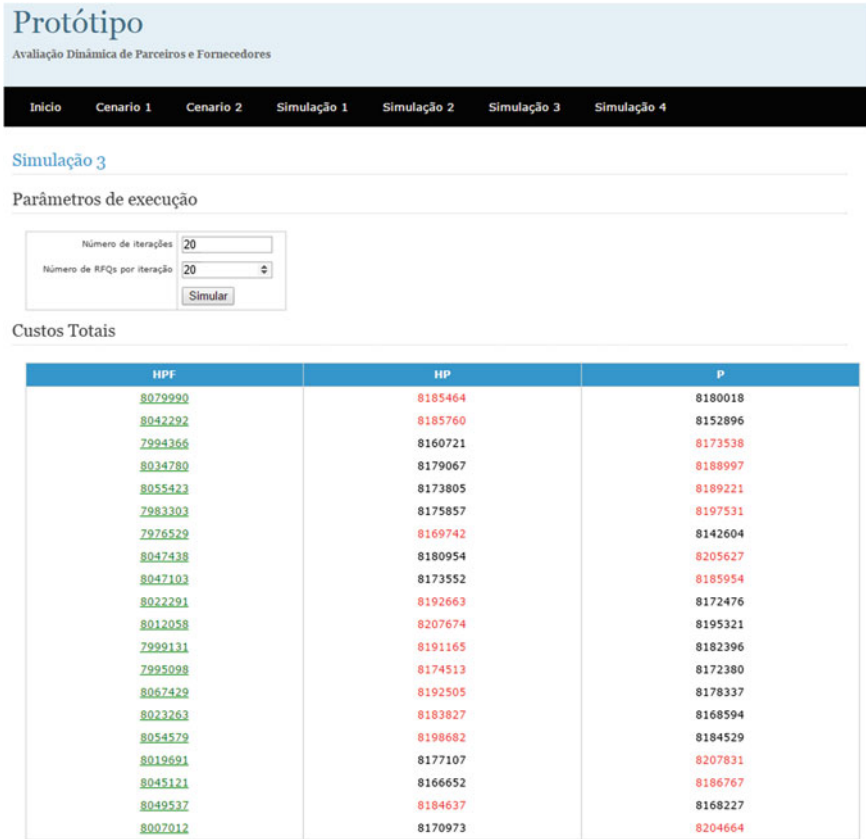 Protótipo
Avaliação Dinâmica de Parceiros e Fornecedores
Inicio Cenario 1 Cenario 2 Simulação 1 Simulação 2 Simulação 3 Simulação 4
Simulação 3
Parâmetros de execução
Número de iterações 20
Número de RFQs por iteração 20
Simular
Custos Totais
HPF HP P
8079990 8185464 8180018
8042292 8185760 8152896
7994366 8160721 8173538
8034780 8179067 8188997
8055423 8173805 8189221
7983303 8175857 8197531
7976529 8169742 8142604
8047438 8180954 8205627
8047103 8173552 8185954
8022291 8192663 8172476
8012058 8207674 8195321
7999131 8191165 8182396
7995098 8174513 8172380
8067429 8192505 8178337
8023263 8183827 8168594
8054579 8198682 8184529
8019691 8177107 8207831
8045121 8166652 8186767
8049537 8184637 8168227
8007012 8170973 8204664